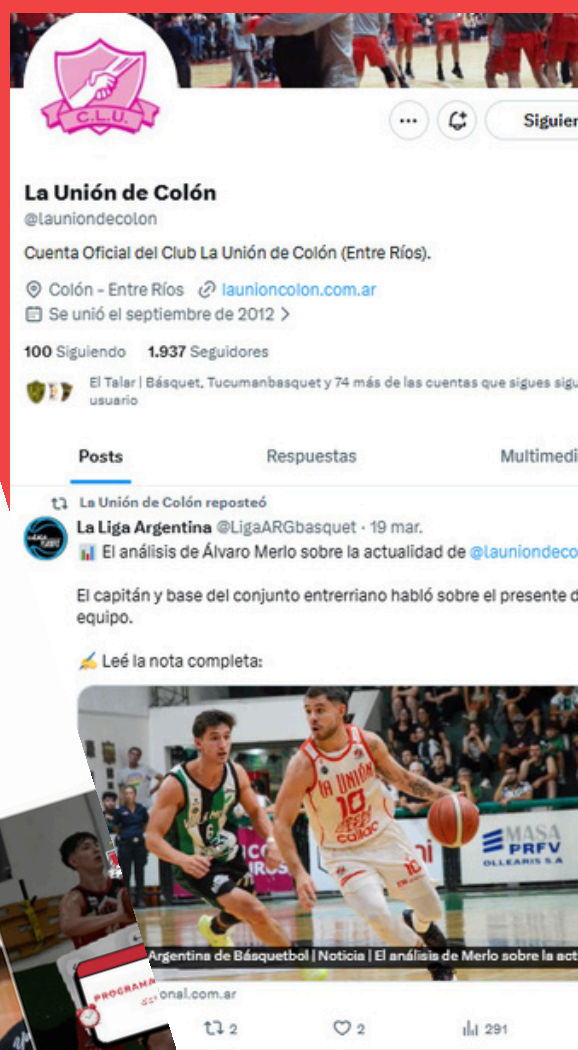 C.L.U.
Siguien
La Unión de Colón
@launiondecolon
Cuenta Oficial del Club La Unión de Colón (Entre Ríos).
Colón - Entre Ríos launioncolon.com.ar
Se unió el septiembre de 2012 >
100 Siguiendo 1.937 Seguidores
El Talar | Básquet, Tucumanbasquet y 74 más de las cuentas que sigues sigu
usuario
Posts Respuestas Multimedi
La Unión de Colón reposteó
La Liga Argentina @LigaARGbasquet · 19 mar.
El análisis de Álvaro Merlo sobre la actualidad de @launiondeco
El capitán y base del conjunto entrerriano habló sobre el presente d
equipo.
Leé la nota completa:
LA UNIÓN
10
6
10
MASA
PRFV
OLLEARIS S.A
Argentina de Básquetbol | Noticia | El análisis de Merlo sobre la act
PROGRAMA
onal.com.ar
2 2 291